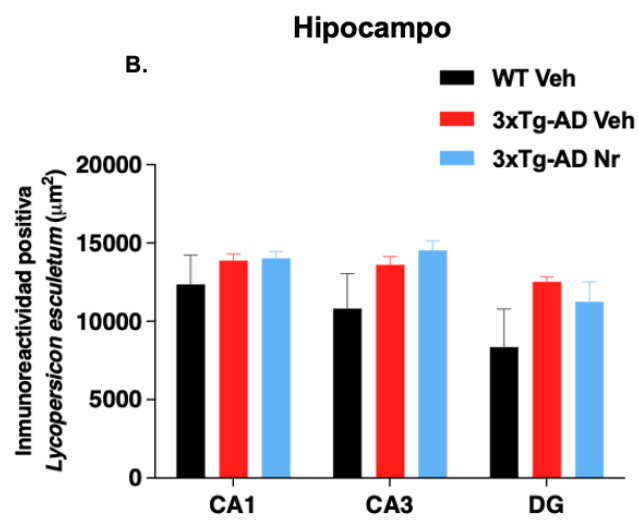 Hipocampo
B.
WT Veh
3xTg-AD Veh
3xTg-AD Nr
Inmunoreactividad positiva
Lycopersicon esculetum (μm²)
20000
15000
10000
5000
0
CA1 CA3 DG